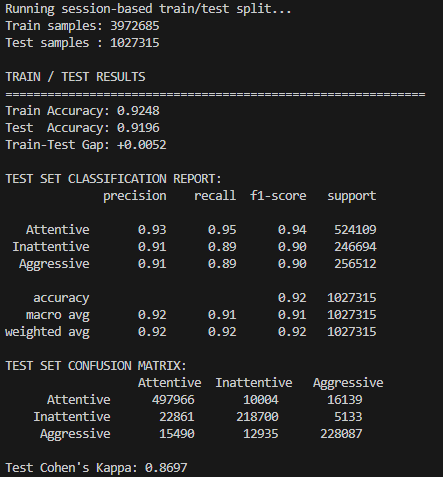 Running session-based train/test split...
Train samples: 3972685
Test samples : 1027315
TRAIN / TEST RESULTS
============================================================
Train Accuracy: 0.9248
Test  Accuracy: 0.9196
Train-Test Gap: +0.0052
TEST SET CLASSIFICATION REPORT:
              precision    recall  f1-score   support
   Attentive       0.93      0.95      0.94    524109
 Inattentive       0.91      0.89      0.90    246694
  Aggressive       0.91      0.89      0.90    256512
    accuracy                           0.92   1027315
   macro avg       0.92      0.91      0.91   1027315
weighted avg       0.92      0.92      0.92   1027315
TEST SET CONFUSION MATRIX:
                   Attentive  Inattentive  Aggressive
      Attentive       497966        10004       16139
    Inattentive        22861       218700        5133
     Aggressive        15490        12935      228087
Test Cohen's Kappa: 0.8697